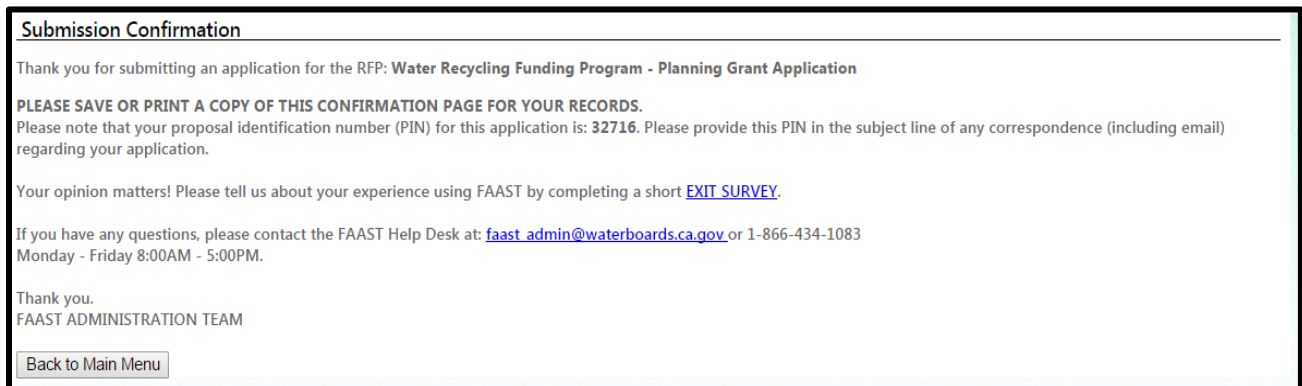 Submission Confirmation
Thank you for submitting an application for the RFP: Water Recycling Funding Program - Planning Grant Application
PLEASE SAVE OR PRINT A COPY OF THIS CONFIRMATION PAGE FOR YOUR RECORDS.
Please note that your proposal identification number (PIN) for this application is: 32716. Please provide this PIN in the subject line of any correspondence (including email)
regarding your application.
Your opinion matters! Please tell us about your experience using FAAST by completing a short EXIT SURVEY.
If you have any questions, please contact the FAAST Help Desk at: faast_admin@waterboards.ca.gov or 1-866-434-1083
Monday - Friday 8:00AM - 5:00PM.
Thank you.
FAAST ADMINISTRATION TEAM
Back to Main Menu